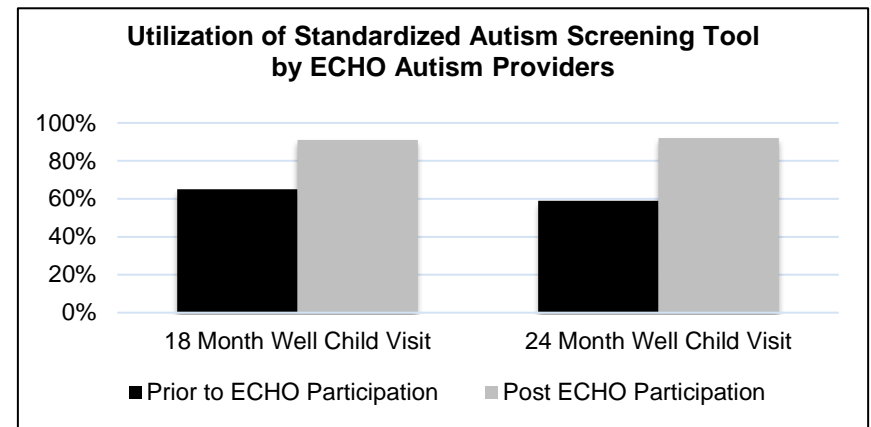 Utilization of Standardized Autism Screening Tool
by ECHO Autism Providers
100%
80%
60%
40%
20%
0%
18 Month Well Child Visit
24 Month Well Child Visit
Prior to ECHO Participation
Post ECHO Participation